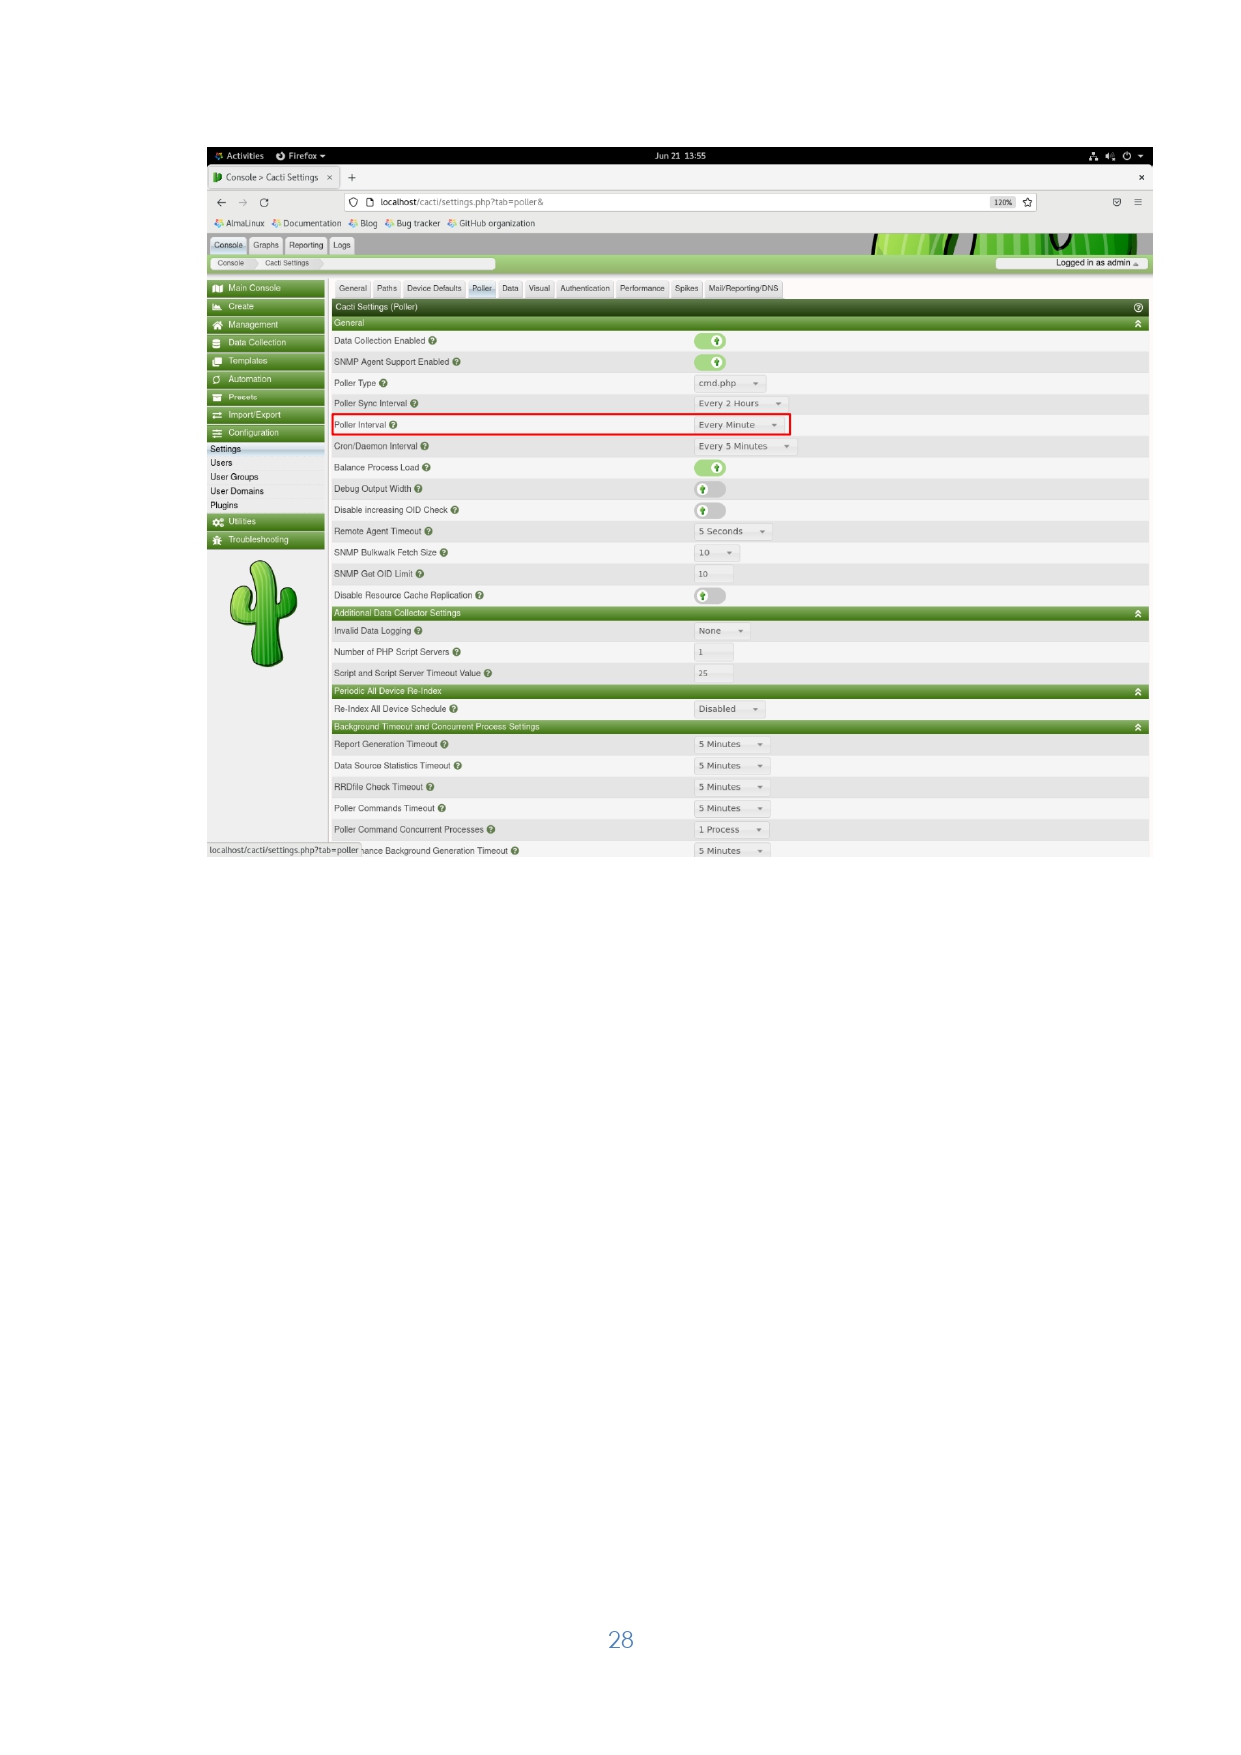 Activities Firefox Jun 21 13:55
Console > Cacti Settings × + ×
localhost/cacti/settings.php?tab=poller& 120%
AlmaLinux Documentation Blog Bug tracker GitHub organization
Console Graphs Reporting Logs
Console Cacti Settings Logged in as admin
Main Console
Create
Management
Data Collection
Templates
Automation
Presets
Import/Export
Configuration
Settings
Users
User Groups
User Domains
Plugins
Utilities
Troubleshooting
General Paths Device Defaults Poller Data Visual Authentication Performance Spikes Mail/Reporting/DNS
Cacti Settings (Poller)
General
Data Collection Enabled
SNMP Agent Support Enabled
Poller Type cmd.php
Poller Sync Interval Every 2 Hours
Poller Interval Every Minute
Cron/Daemon Interval Every 5 Minutes
Balance Process Load
Debug Output Width
Disable increasing OID Check
Remote Agent Timeout 5 Seconds
SNMP Bulkwalk Fetch Size 10
SNMP Get OID Limit 10
Disable Resource Cache Replication
Additional Data Collector Settings
Invalid Data Logging None
Number of PHP Script Servers 1
Script and Script Server Timeout Value 25
Periodic All Device Re-Index
Re-Index All Device Schedule Disabled
Background Timeout and Concurrent Process Settings
Report Generation Timeout 5 Minutes
Data Source Statistics Timeout 5 Minutes
RRDfile Check Timeout 5 Minutes
Poller Commands Timeout 5 Minutes
Poller Command Concurrent Processes 1 Process
localhost/cacti/settings.php?tab=poller nance Background Generation Timeout 5 Minutes
28